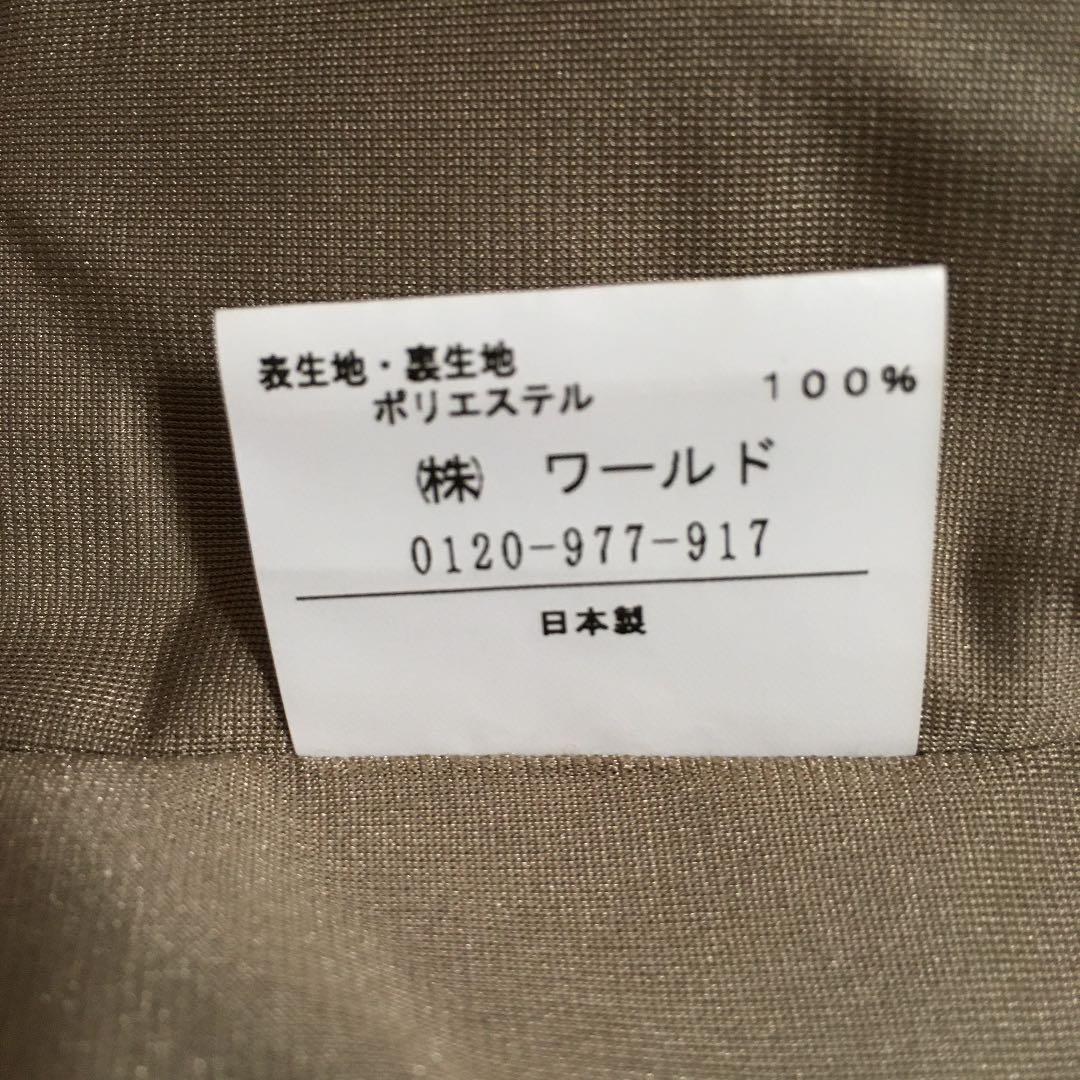 表生地・裏生地
ポリエステル 100%
㈱ ワールド
0120-977-917
日本製